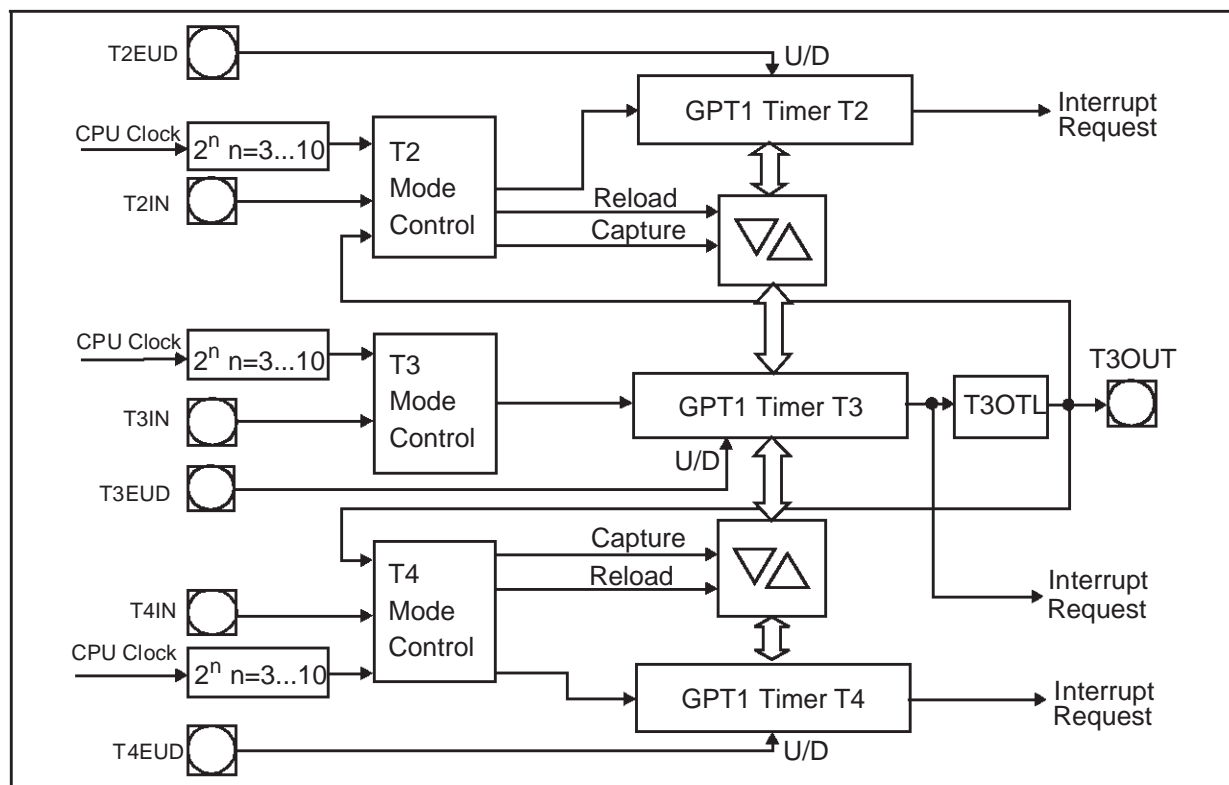 T2EUD
U/D
GPT1 Timer T2
Interrupt
Request
CPU Clock
2ⁿ n=3...10
T2
Mode
Control
T2IN
Reload
Capture
CPU Clock
2ⁿ n=3...10
T3
Mode
Control
T3OUT
GPT1 Timer T3
T3OTL
T3IN
U/D
T3EUD
Capture
Reload
T4
Mode
Control
Interrupt
Request
T4IN
CPU Clock
2ⁿ n=3...10
GPT1 Timer T4
Interrupt
Request
U/D
T4EUD